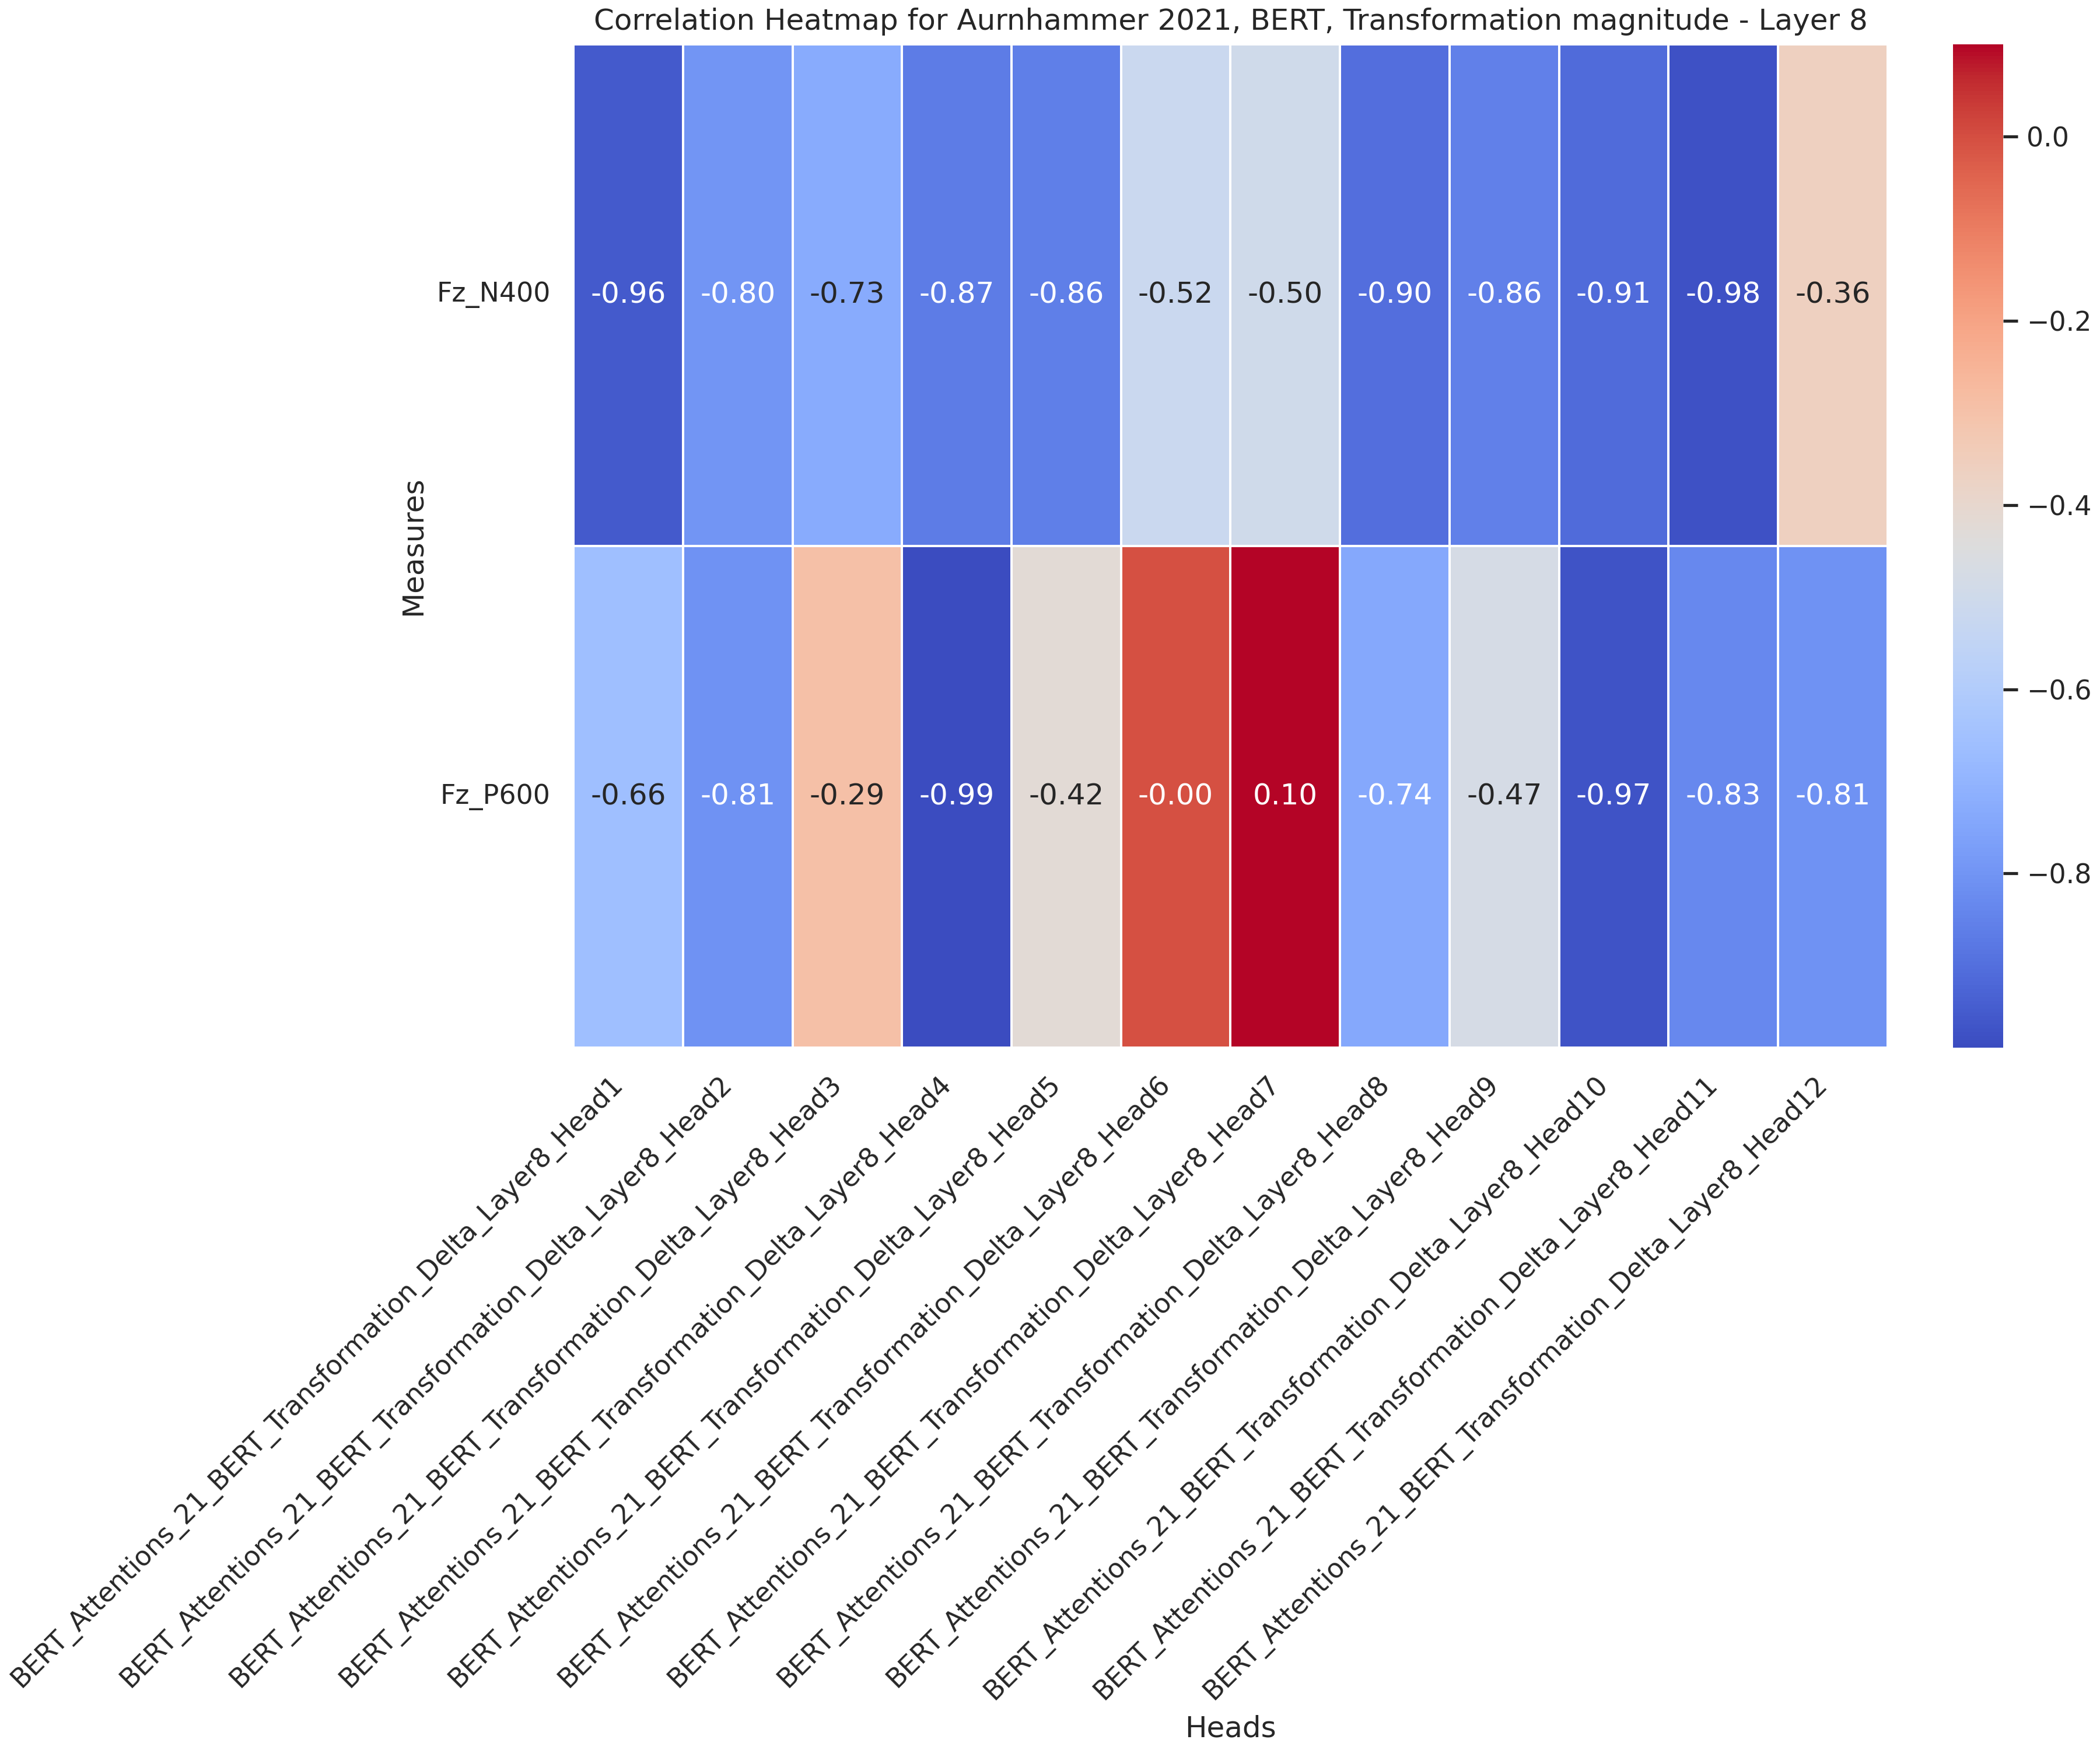 Correlation Heatmap for Aurnhammer 2021, BERT, Transformation magnitude - Layer 8
Measures
Fz_N400
-0.96 -0.80 -0.73 -0.87 -0.86 -0.52 -0.50 -0.90 -0.86 -0.91 -0.98 -0.36
Fz_P600
-0.66 -0.81 -0.29 -0.99 -0.42 -0.00 0.10 -0.74 -0.47 -0.97 -0.83 -0.81
0.0
−0.2
−0.4
−0.6
−0.8
BERT_Attentions_21_BERT_Transformation_Delta_Layer8_Head1
BERT_Attentions_21_BERT_Transformation_Delta_Layer8_Head2
BERT_Attentions_21_BERT_Transformation_Delta_Layer8_Head3
BERT_Attentions_21_BERT_Transformation_Delta_Layer8_Head4
BERT_Attentions_21_BERT_Transformation_Delta_Layer8_Head5
BERT_Attentions_21_BERT_Transformation_Delta_Layer8_Head6
BERT_Attentions_21_BERT_Transformation_Delta_Layer8_Head7
BERT_Attentions_21_BERT_Transformation_Delta_Layer8_Head8
BERT_Attentions_21_BERT_Transformation_Delta_Layer8_Head9
BERT_Attentions_21_BERT_Transformation_Delta_Layer8_Head10
BERT_Attentions_21_BERT_Transformation_Delta_Layer8_Head11
BERT_Attentions_21_BERT_Transformation_Delta_Layer8_Head12
Heads